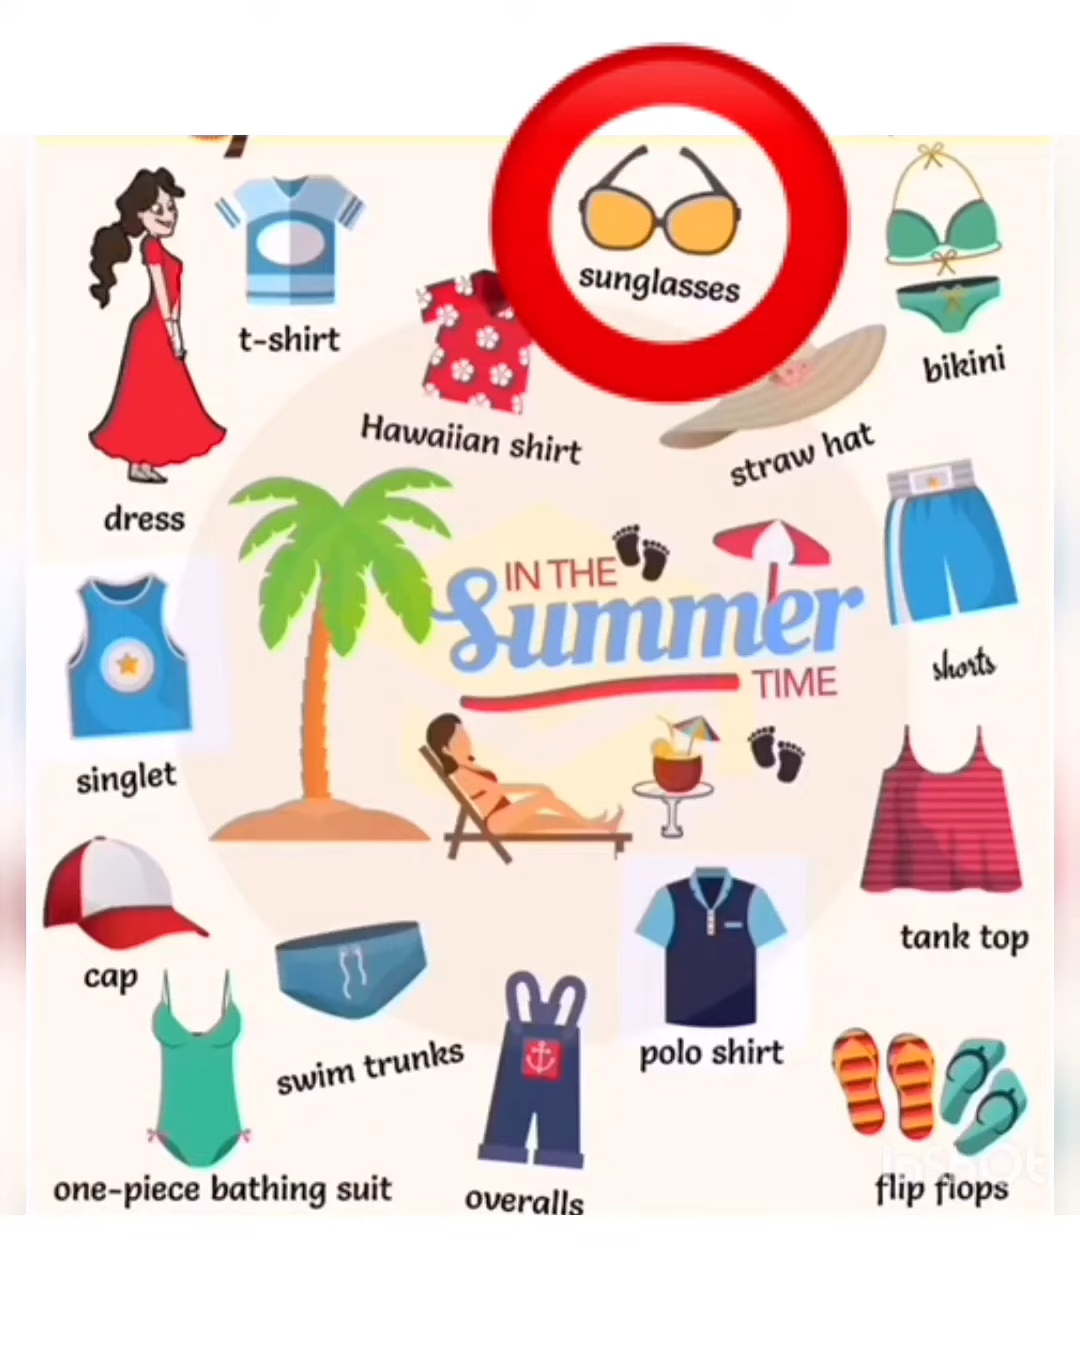 sunglasses
t-shirt
bikini
Hawaiian shirt
straw hat
dress
IN THE
Summer
TIME
shorts
singlet
tank top
cap
swim trunks
polo shirt
one-piece bathing suit
overalls
flip flops
InShOt